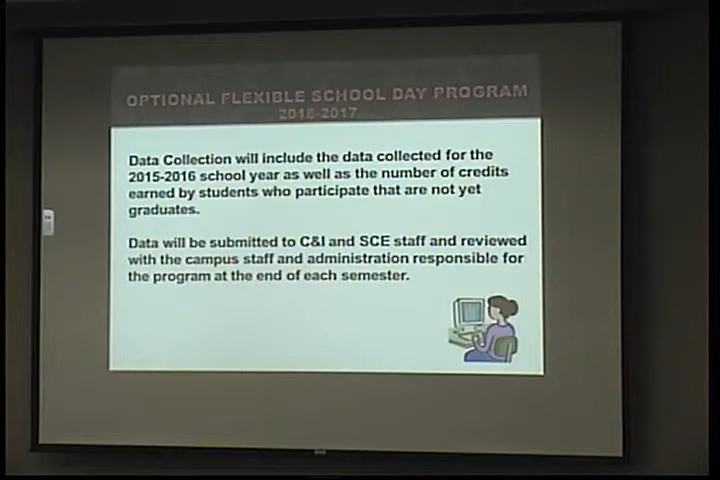 OPTIONAL FLEXIBLE SCHOOL DAY PROGRAM
2016-2017
Data Collection will include the data collected for the
2015-2016 school year as well as the number of credits
earned by students who participate that are not yet
graduates.
Data will be submitted to C&I and SCE staff and reviewed
with the campus staff and administration responsible for
the program at the end of each semester.